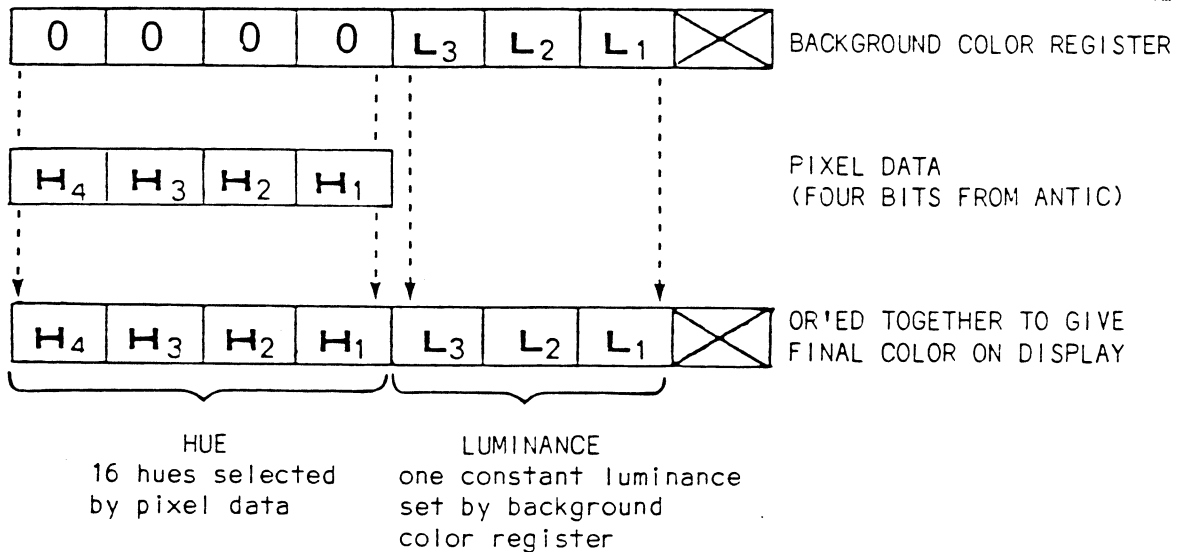 0 0 0 0 L3 L2 L1 BACKGROUND COLOR REGISTER
H4 H3 H2 H1
PIXEL DATA
(FOUR BITS FROM ANTIC)
H4 H3 H2 H1 L3 L2 L1
OR'ED TOGETHER TO GIVE
FINAL COLOR ON DISPLAY
HUE
16 hues selected
by pixel data
LUMINANCE
one constant luminance
set by background
color register